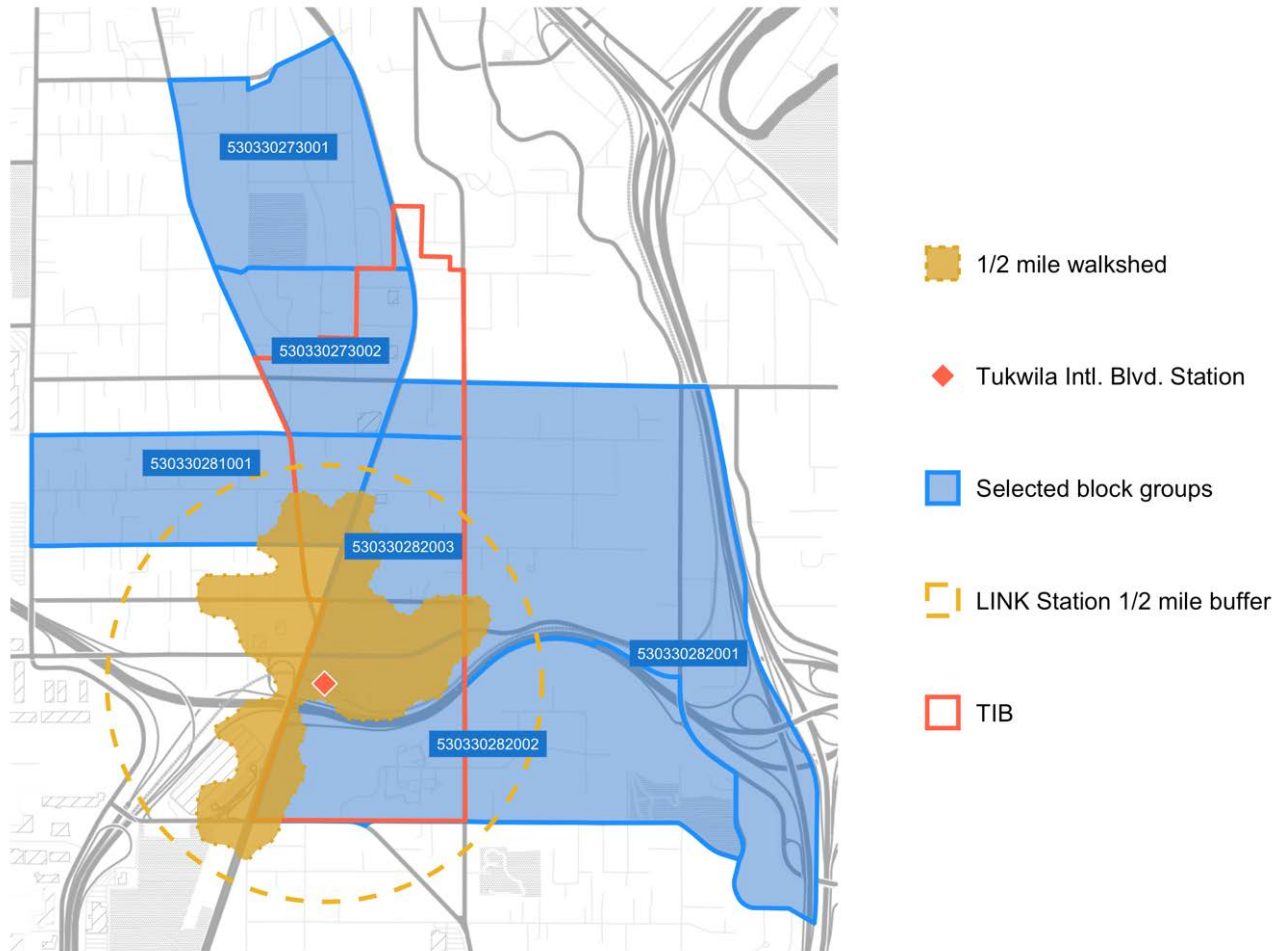 530330273001
530330273002
530330281001
530330282003
530330282001
530330282002
1/2 mile walkshed
Tukwila Intl. Blvd. Station
Selected block groups
LINK Station 1/2 mile buffer
TIB